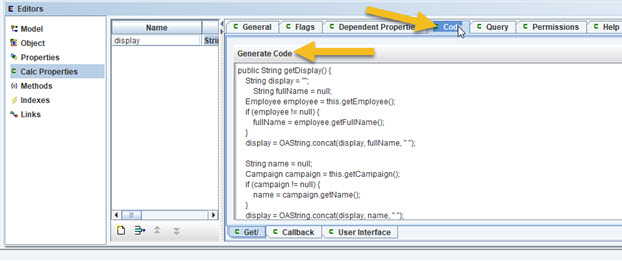 E Editors
Model
Object
Properties
C Calc Properties
(x) Methods
Indexes
Links
Name
display
Strin
C General
C Flags
C Dependent Properti
Code
C Query
C Permissions
C Help
Generate Code
public String getDisplay() {
String display = "";
String fullName = null;
Employee employee = this.getEmployee();
if (employee != null) {
fullName = employee.getFullName();
}
display = OAString.concat(display, fullName, " ");
String name = null;
Campaign campaign = this.getCampaign();
if (campaign != null) {
name = campaign.getName();
}
display = OAString.concat(display, name, " ");
C Get/
C Callback
C User Interface